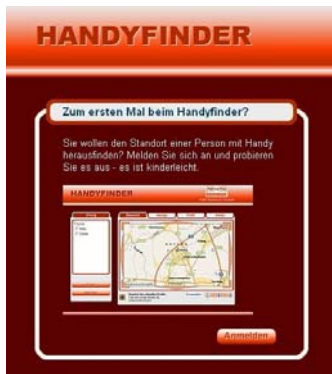 HANDYFINDER
Zum ersten Mal beim Handyfinder?
Sie wollen den Standort einer Person mit Handy
herausfinden? Melden Sie sich an und probieren
Sie es aus - es ist kinderleicht.
HANDYFINDER
Anmelden